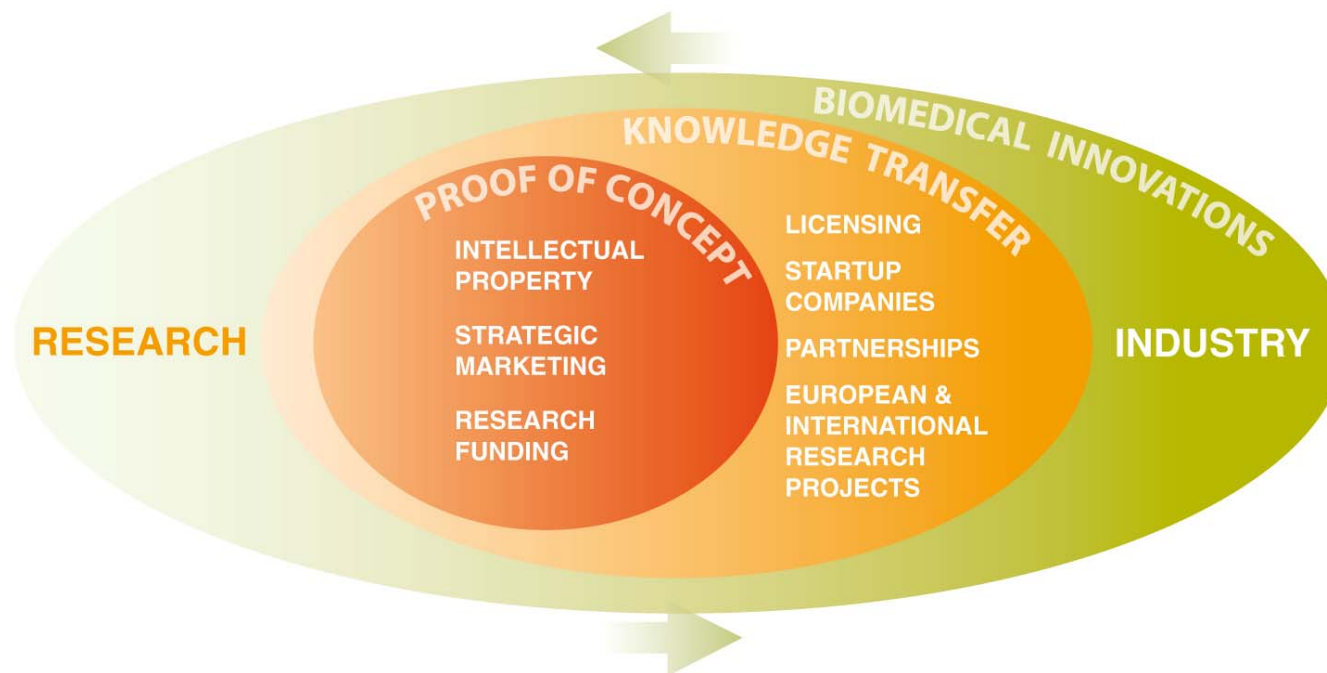 BIOMEDICAL INNOVATIONS
KNOWLEDGE TRANSFER
PROOF OF CONCEPT
RESEARCH
INTELLECTUAL
PROPERTY
STRATEGIC
MARKETING
RESEARCH
FUNDING
LICENSING
STARTUP
COMPANIES
PARTNERSHIPS
EUROPEAN &
INTERNATIONAL
RESEARCH
PROJECTS
INDUSTRY